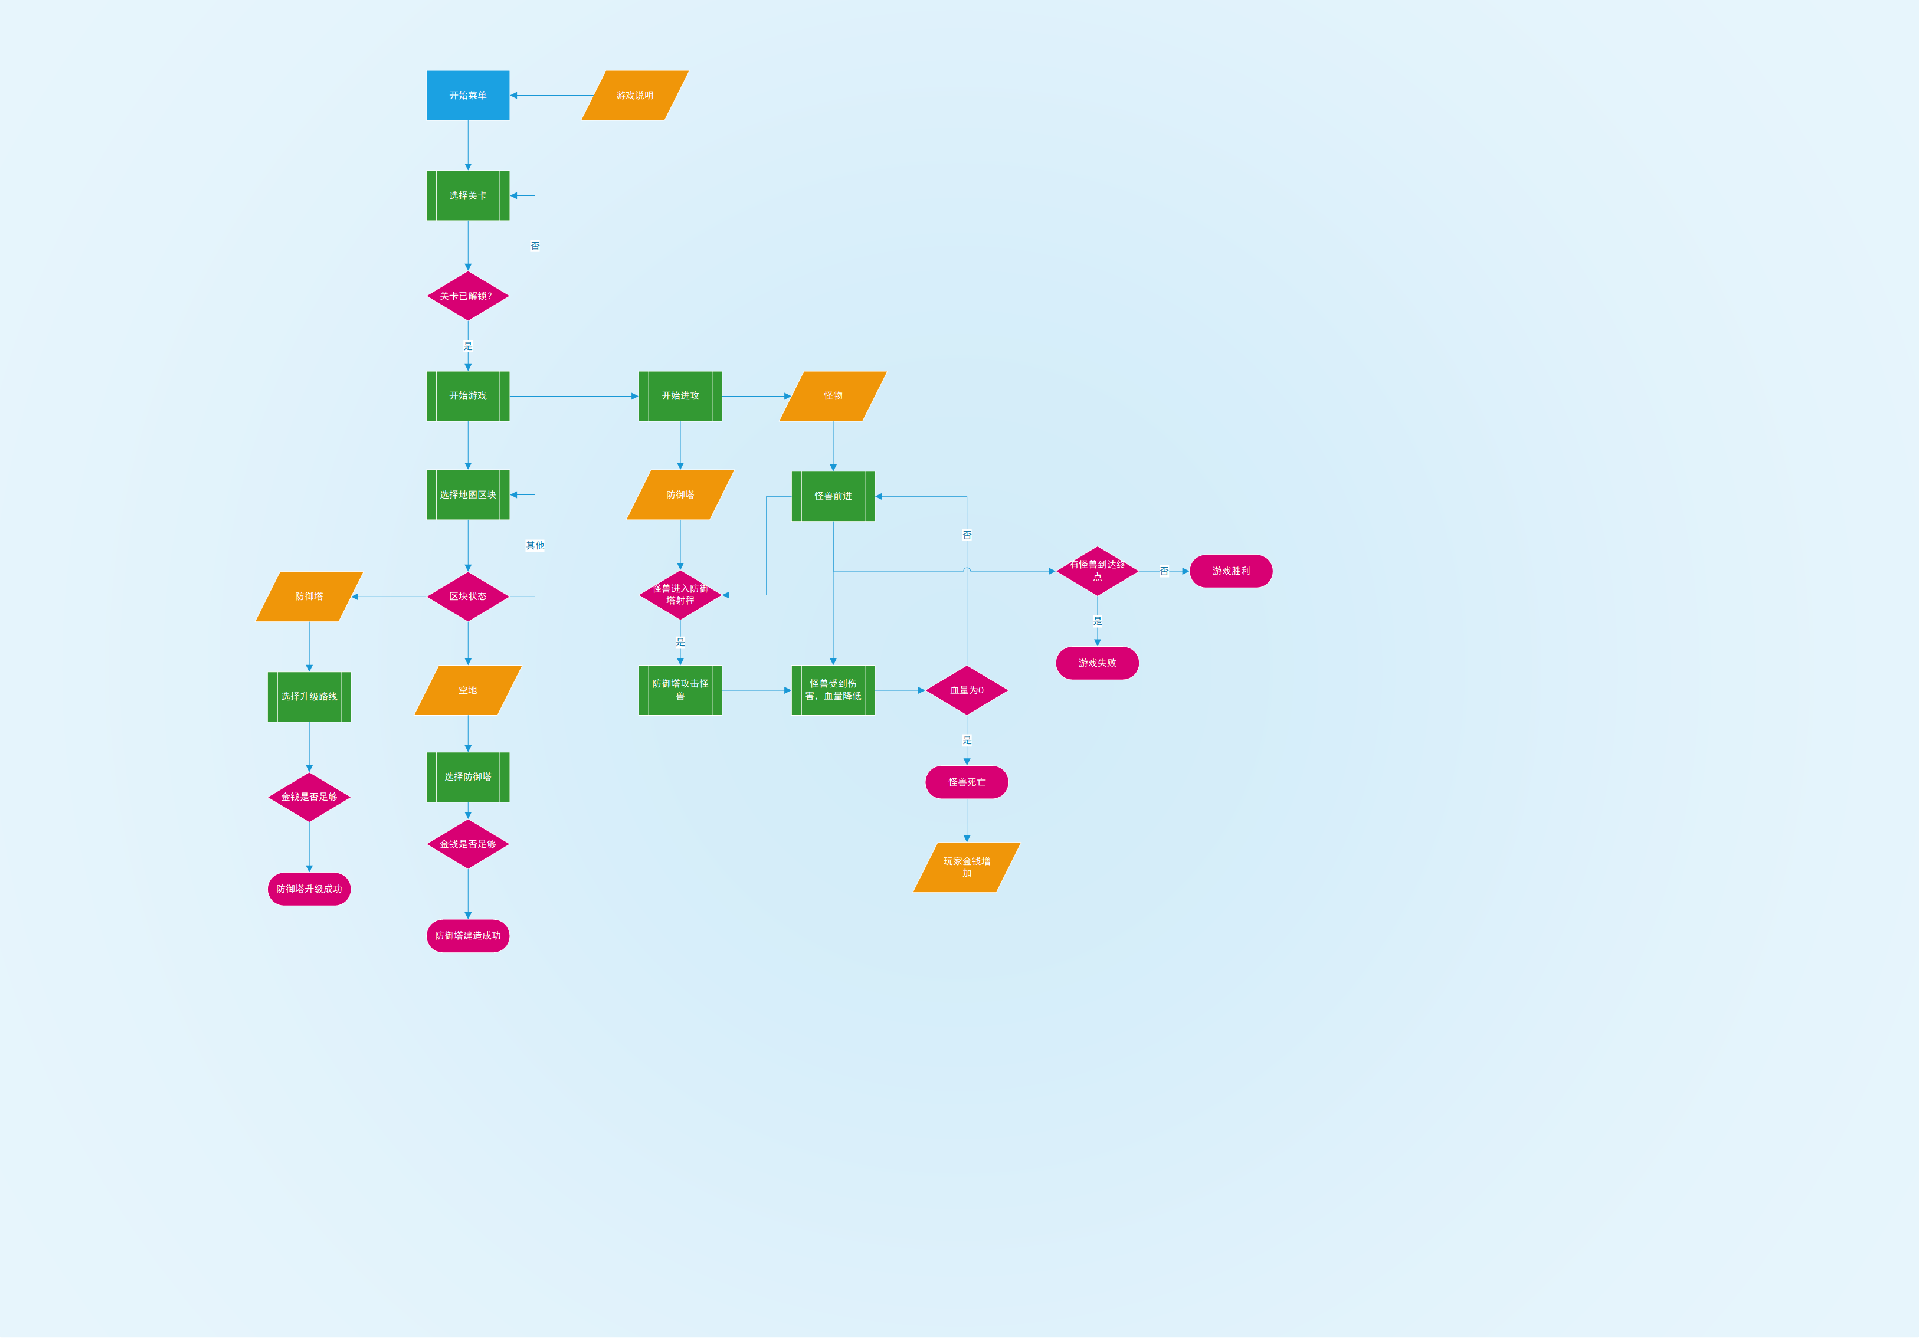 开始菜单
游戏说明
选择关卡
否
关卡已解锁？
是
开始游戏
开始进攻
怪物
选择地图区块
防御塔
怪兽前进
否
其他
有怪兽到达终
点
否
游戏胜利
防御塔
区块状态
怪兽进入防御
塔射程
是
是
游戏失败
选择升级路线
空地
防御塔攻击怪
兽
怪兽受到伤
害，血量降低
血量为0
是
选择防御塔
怪兽死亡
金钱是否足够
金钱是否足够
玩家金钱增
加
防御塔升级成功
防御塔建造成功